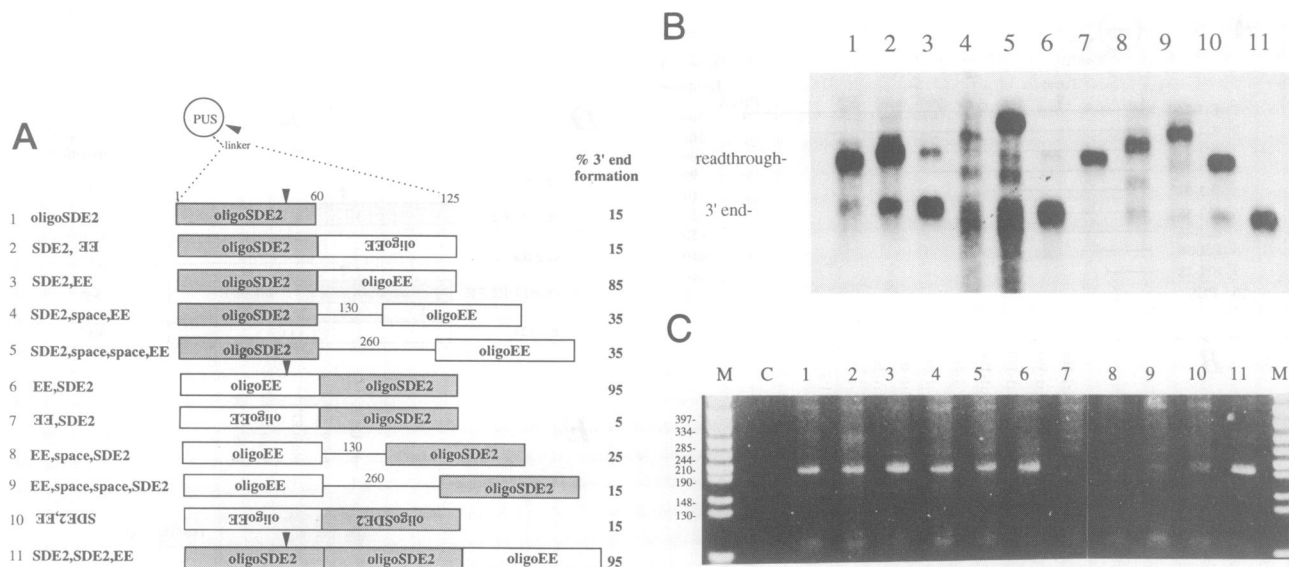 A
PUS
linker
% 3' end
formation
1 60 125
1 oligoSDE2 oligoSDE2 15
2 SDE2, EE oligoSDE2 oligoEE 15
3 SDE2,EE oligoSDE2 oligoEE 85
4 SDE2,space,EE oligoSDE2 130 oligoEE 35
5 SDE2,space,space,EE oligoSDE2 260 oligoEE 35
6 EE,SDE2 oligoEE oligoSDE2 95
7 EE,SDE2 oligoEE oligoSDE2 5
8 EE,space,SDE2 oligoEE 130 oligoSDE2 25
9 EE,space,space,SDE2 oligoEE 260 oligoSDE2 15
10 SDE2,EE oligoEE oligoSDE2 15
11 SDE2,SDE2,EE oligoSDE2 oligoSDE2 oligoEE 95
B
1 2 3 4 5 6 7 8 9 10 11
readthrough-
3' end-
C
M C 1 2 3 4 5 6 7 8 9 10 11 M
397-
334-
285-
244-
210-
190-
148-
130-